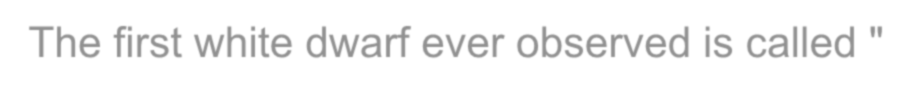 The first white dwarf ever observed is called "